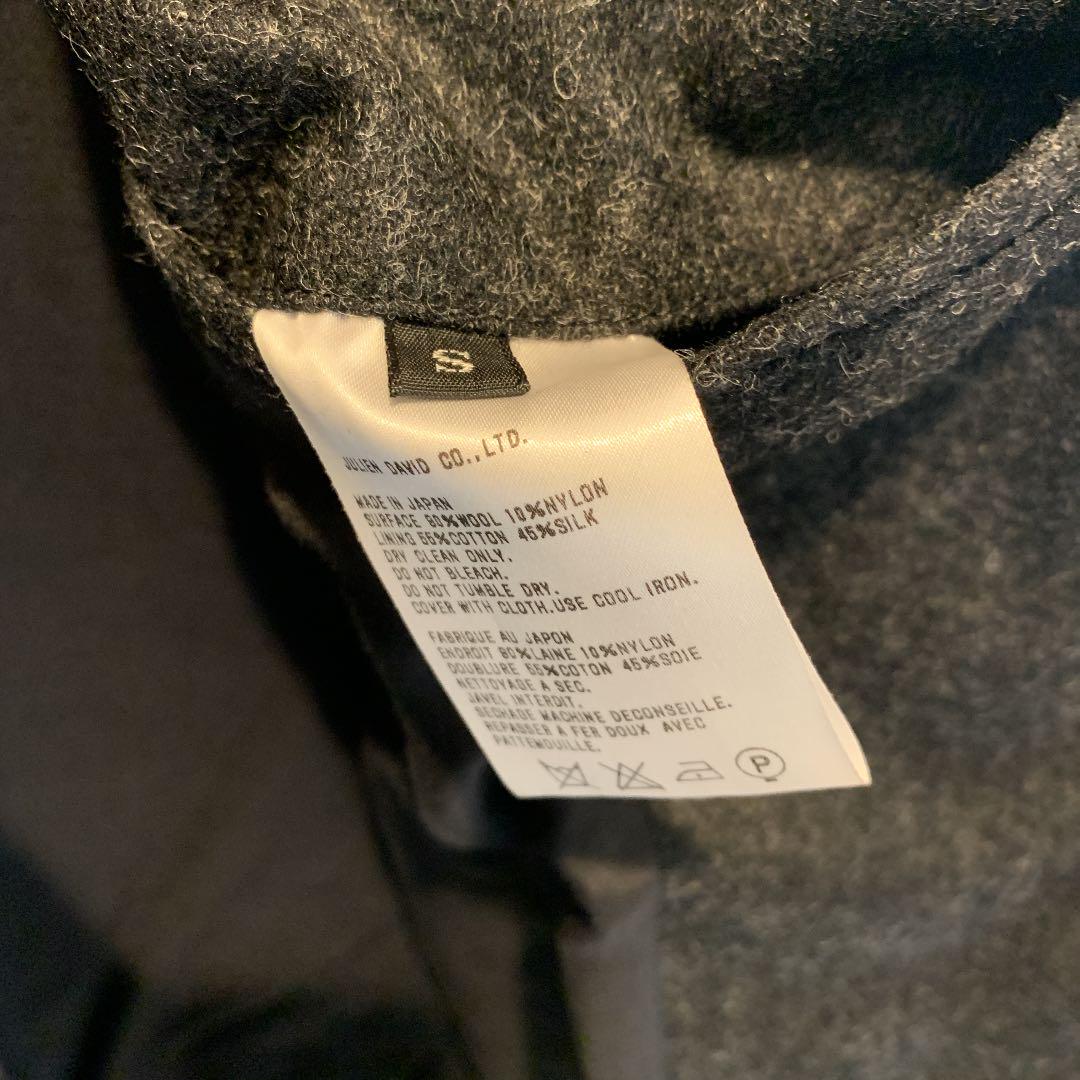 S
JULIEN DAVID CO.,LTD.
MADE IN JAPAN
SURFACE 90%WOOL 10%NYLON
LINING 55%COTTON 45%SILK
DRY CLEAN ONLY.
DO NOT BLEACH.
DO NOT TUMBLE DRY.
COVER WITH CLOTH.USE COOL IRON.
FABRIQUE AU JAPON
ENDROIT 90%LAINE 10%NYLON
DOUBLURE 55%COTON 45%SOIE
NETTOYAGE A SEC.
JAVEL INTERDIT.
SECHAGE MACHINE DECONSEILLE.
REPASSER A FER DOUX AVEC
PATTEMOUILLE.
P